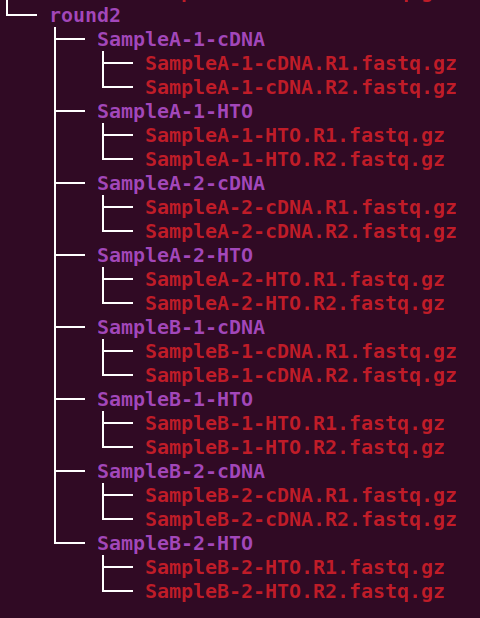 round2
SampleA-1-cDNA
SampleA-1-cDNA.R1.fastq.gz
SampleA-1-cDNA.R2.fastq.gz
SampleA-1-HTO
SampleA-1-HTO.R1.fastq.gz
SampleA-1-HTO.R2.fastq.gz
SampleA-2-cDNA
SampleA-2-cDNA.R1.fastq.gz
SampleA-2-cDNA.R2.fastq.gz
SampleA-2-HTO
SampleA-2-HTO.R1.fastq.gz
SampleA-2-HTO.R2.fastq.gz
SampleB-1-cDNA
SampleB-1-cDNA.R1.fastq.gz
SampleB-1-cDNA.R2.fastq.gz
SampleB-1-HTO
SampleB-1-HTO.R1.fastq.gz
SampleB-1-HTO.R2.fastq.gz
SampleB-2-cDNA
SampleB-2-cDNA.R1.fastq.gz
SampleB-2-cDNA.R2.fastq.gz
SampleB-2-HTO
SampleB-2-HTO.R1.fastq.gz
SampleB-2-HTO.R2.fastq.gz